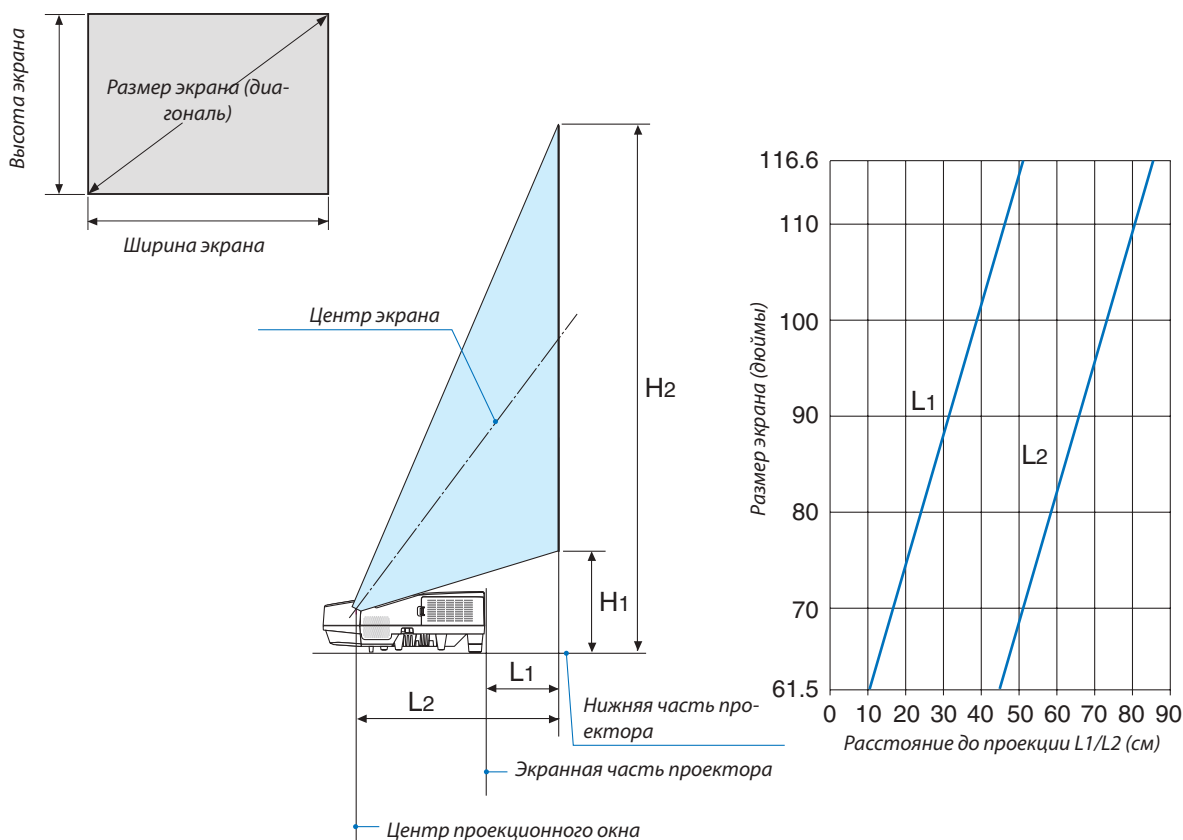 Высота экрана
Размер экрана (диа-
гональ)
Ширина экрана
Центр экрана
H2
H1
L1
L2
Нижняя часть про-
ектора
Экранная часть проектора
Центр проекционного окна
Размер экрана (дюймы)
116.6
110
100
90
80
70
61.5
L1
L2
0 10 20 30 40 50 60 70 80 90
Расстояние до проекции L1/L2 (см)